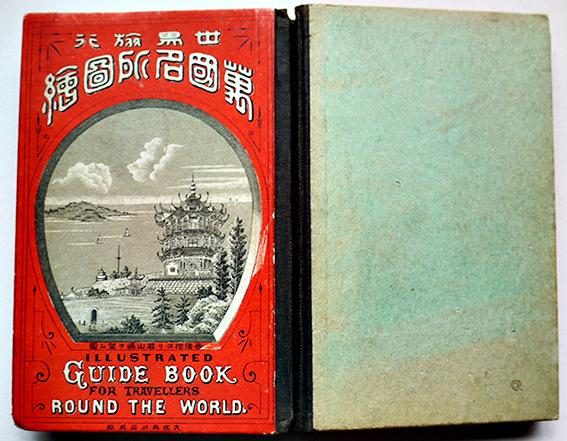 世界旅行
萬國名所圖繪
ILLUSTRATED
GUIDE BOOK
FOR TRAVELLERS
ROUND THE WORLD.